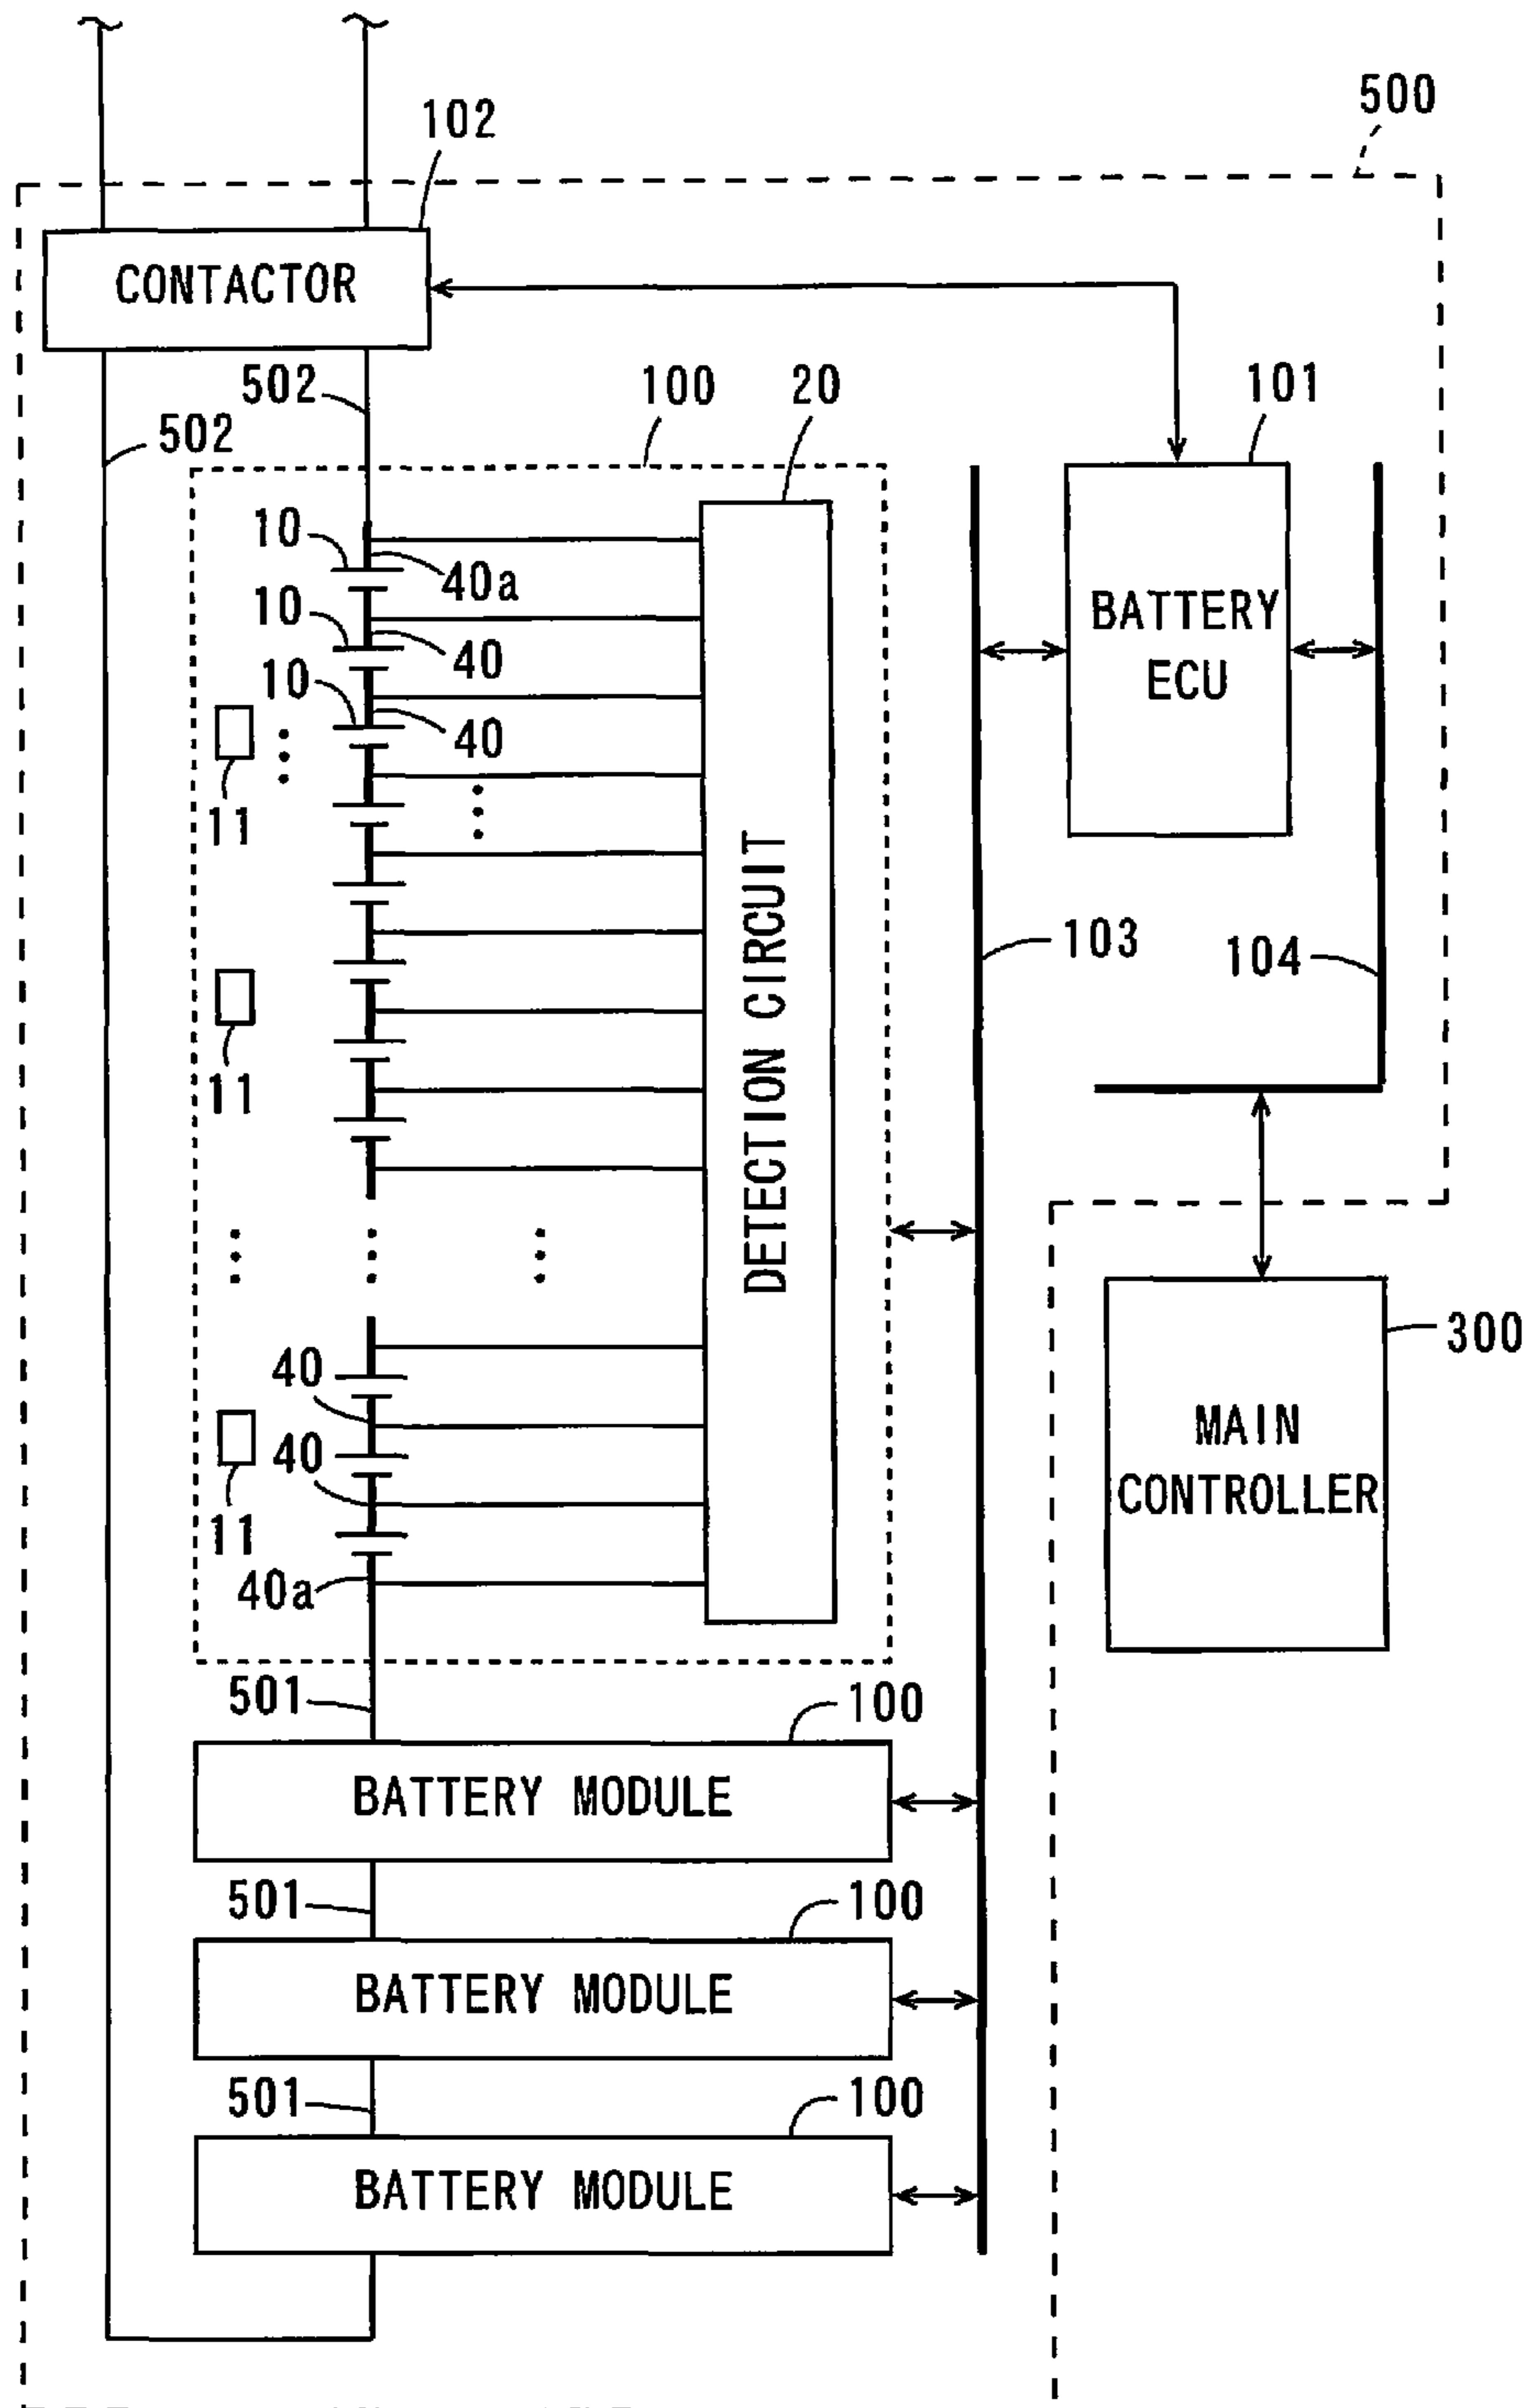 500
102
CONTACTOR
502
100
20
101
502
10
40a
10
BATTERY
ECU
40
10
40
11
103
104
DETECTION CIRCUIT
11
300
40
MAIN
CONTROLLER
40
11
40a
501
100
BATTERY MODULE
501
100
BATTERY MODULE
501
100
BATTERY MODULE